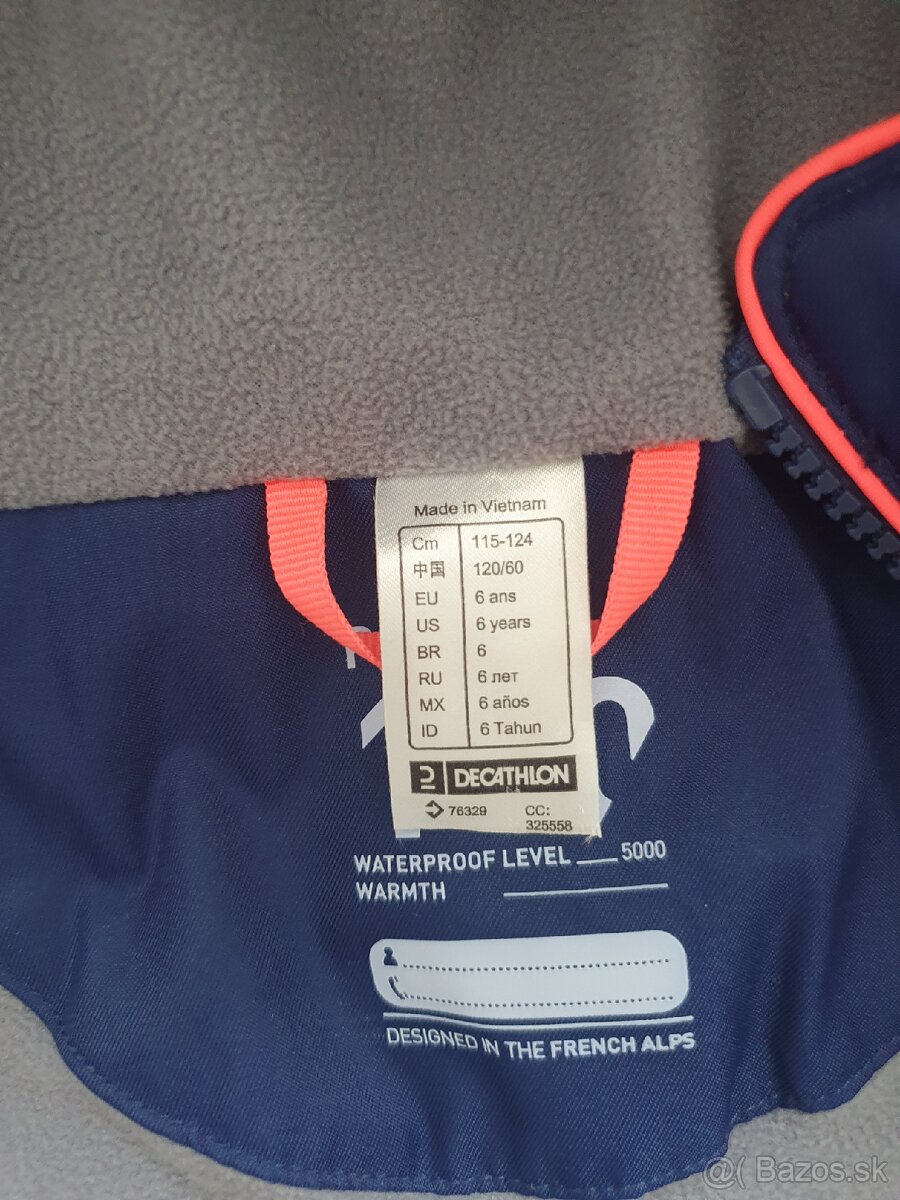 Made in Vietnam
Cm 115-124
中国 120/60
EU 6 ans
US 6 years
BR 6
RU 6 лет
MX 6 años
ID 6 Tahun
DECATHLON
76329 CC:
325558
WATERPROOF LEVEL 5000
WARMTH
DESIGNED IN THE FRENCH ALPS
@( Bazos.sk